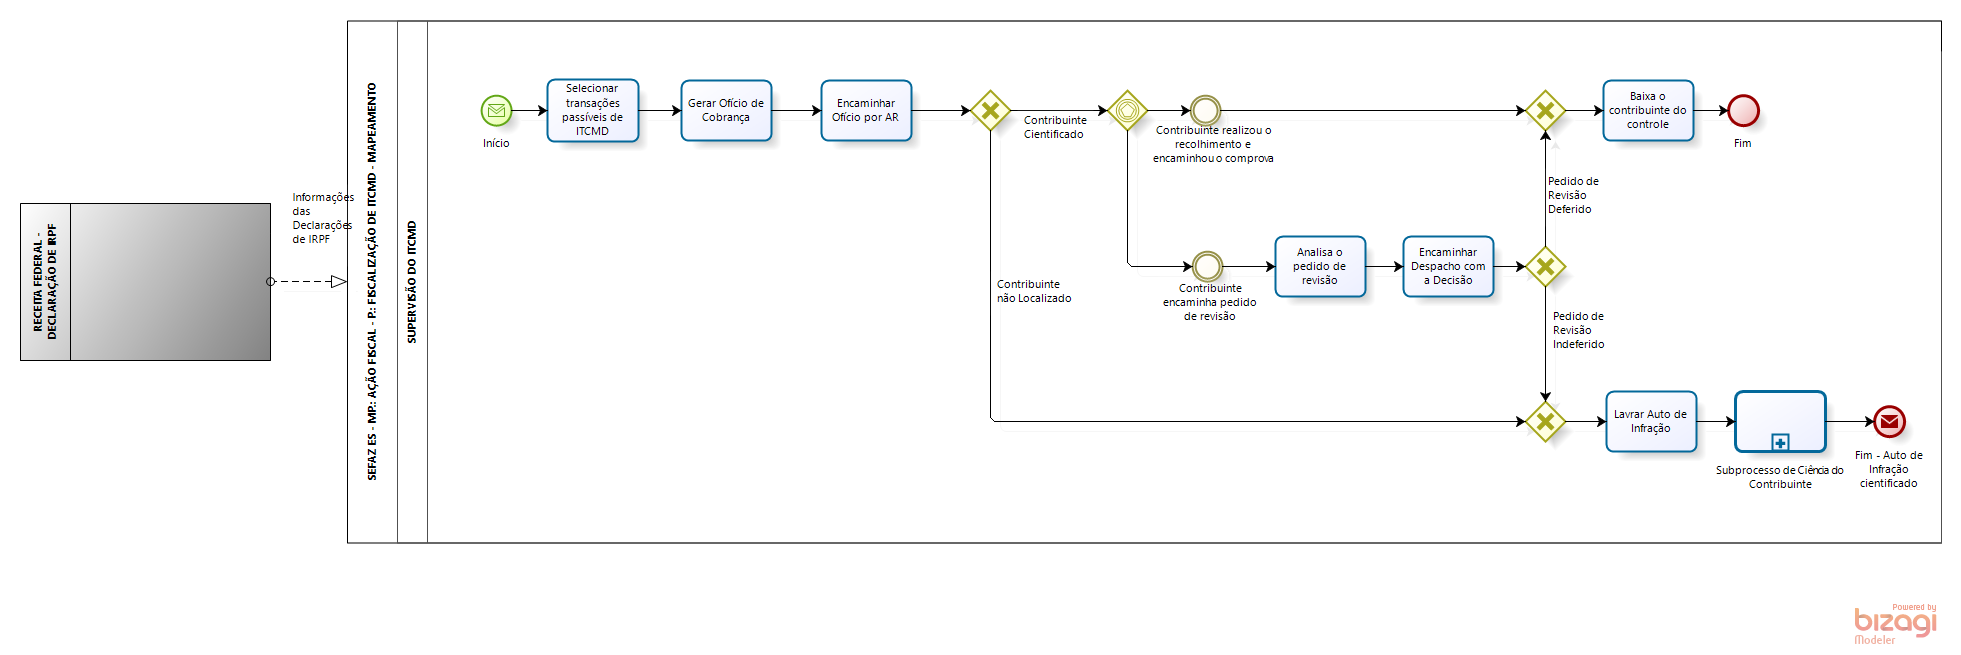 RECEITA FEDERAL -
DECLARAÇÃO DE IRPF
Informações
das
Declarações
de IRPF
SEFAZ ES - MP.: AÇÃO FISCAL - P.: FISCALIZAÇÃO DE ITCMD - MAPEAMENTO
SUPERVISÃO DO ITCMD
Início
Selecionar
transações
passíveis de
ITCMD
Gerar Ofício de
Cobrança
Encaminhar
Ofício por AR
Contribuinte
Cientificado
Contribuinte realizou o
recolhimento e
encaminhou o comprova
Baixa o
contribuinte do
controle
Fim
Pedido de
Revisão
Deferido
Contribuinte
não Localizado
Contribuinte
encaminha pedido
de revisão
Analisa o
pedido de
revisão
Encaminhar
Despacho com
a Decisão
Pedido de
Revisão
Indeferido
Lavrar Auto de
Infração
Subprocesso de Ciência do
Contribuinte
Fim - Auto de
Infração
cientificado
Powered by
bizagi
Modeler